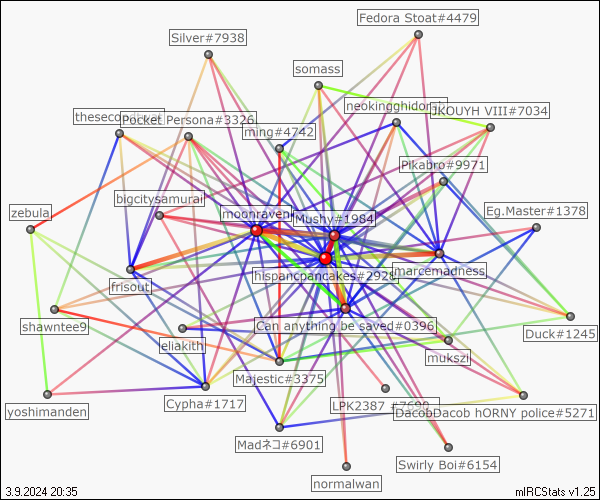 Fedora Stoat#4479
Silver#7938
somass
neokingghidor
JKOUYH VIII#7034
thesecon
Pocket Persona#3326
ming#4742
Pikabro#9971
bigcitysamurai
moonraven
Mushy#1984
Eg.Master#1378
zebula
hispancpancakes#2928
marcemadness
frisout
shawntee9
Can anything be saved#0396
Duck#1245
eliakith
mukszi
Majestic#3375
yoshimanden
Cypha#1717
LPK2387 #7690
DacobDacob hORNY police#5271
Madネコ#6901
Swirly Boi#6154
normalwan
3.9.2024 20:35
mIRCStats v1.25